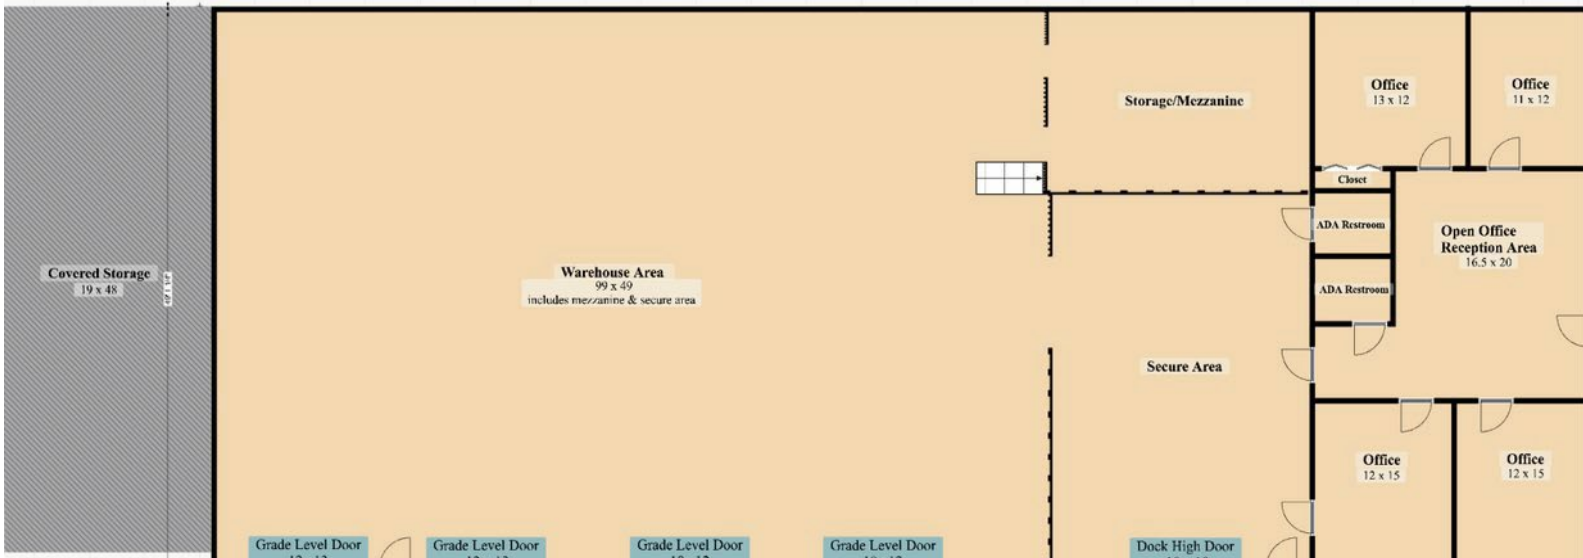 Storage/Mezzanine
Office
13 x 12
Office
11 x 12
Closet
ADA Restroom
Open Office
Reception Area
16.5 x 20
Covered Storage
19 x 48
Warehouse Area
99 x 49
includes mezzanine & secure area
ADA Restroom
Secure Area
Office
12 x 15
Office
12 x 15
Grade Level Door
Grade Level Door
Grade Level Door
Grade Level Door
Dock High Door